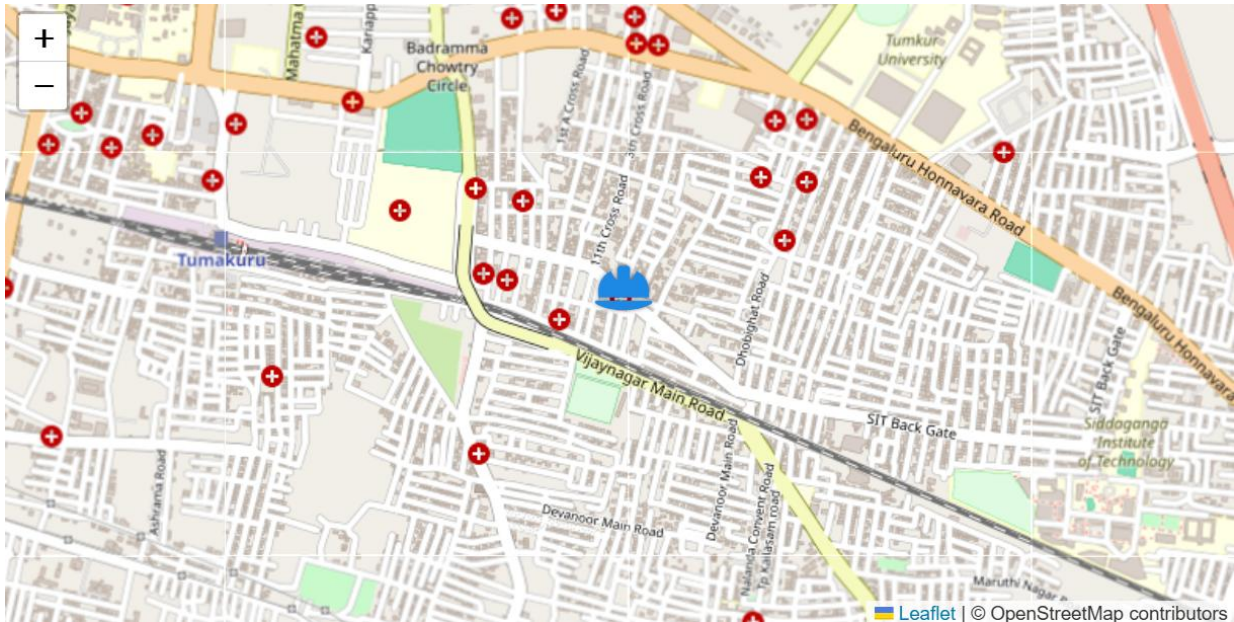 +
−
Mahatma G
Kariapp
Badramma
Chowtry
Circle
1st A Cross Road
3th Cross Road
Tumkur
University
Bengaluru Honnavara Road
11th Cross Road
Tumakuru
Dhobighat Road
Bengaluru Honnavara
Vijaynagar Main Road
SIT Back Gate
SIT Back Gate
Siddaganga
Institute
of Technology
Ashrama Road
Devanoor Main Road
Devanoor Main Road
Nalanda Convent Road
Tp Kailasam road
Maruthi Nagar R
Leaflet | © OpenStreetMap contributors